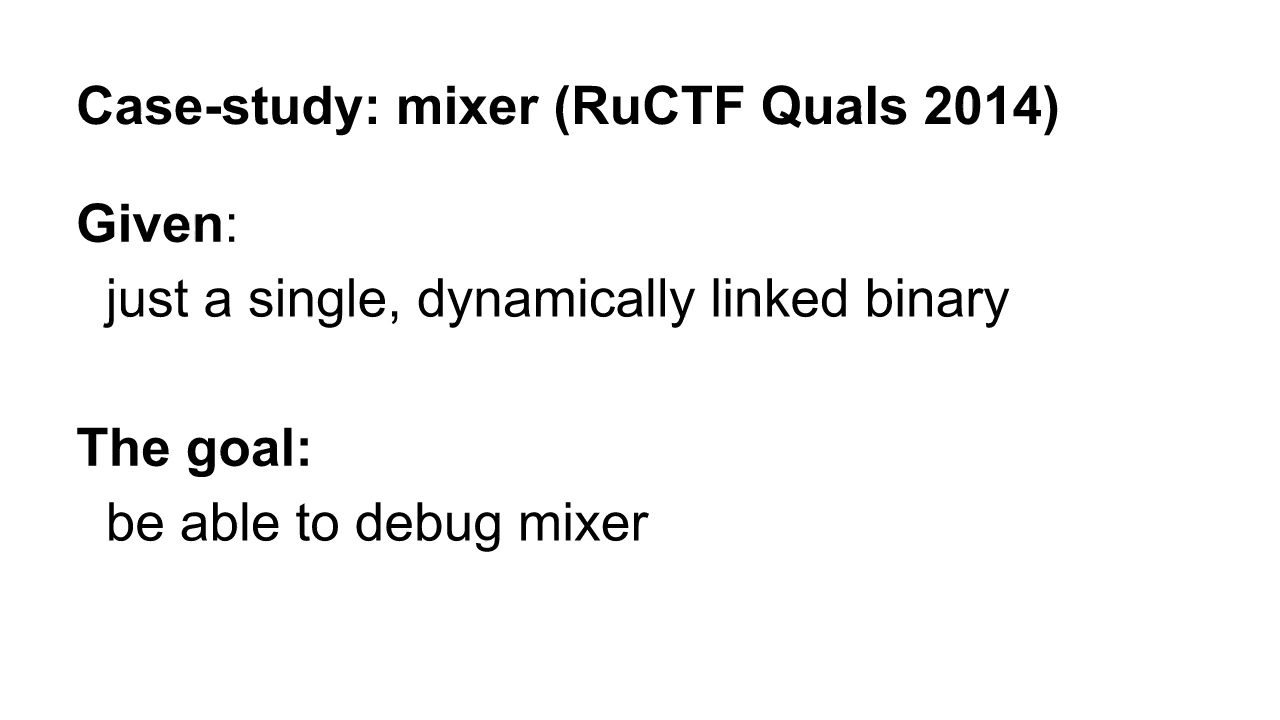 Case-study: mixer (RuCTF Quals 2014)
Given:
just a single, dynamically linked binary
The goal:
be able to debug mixer